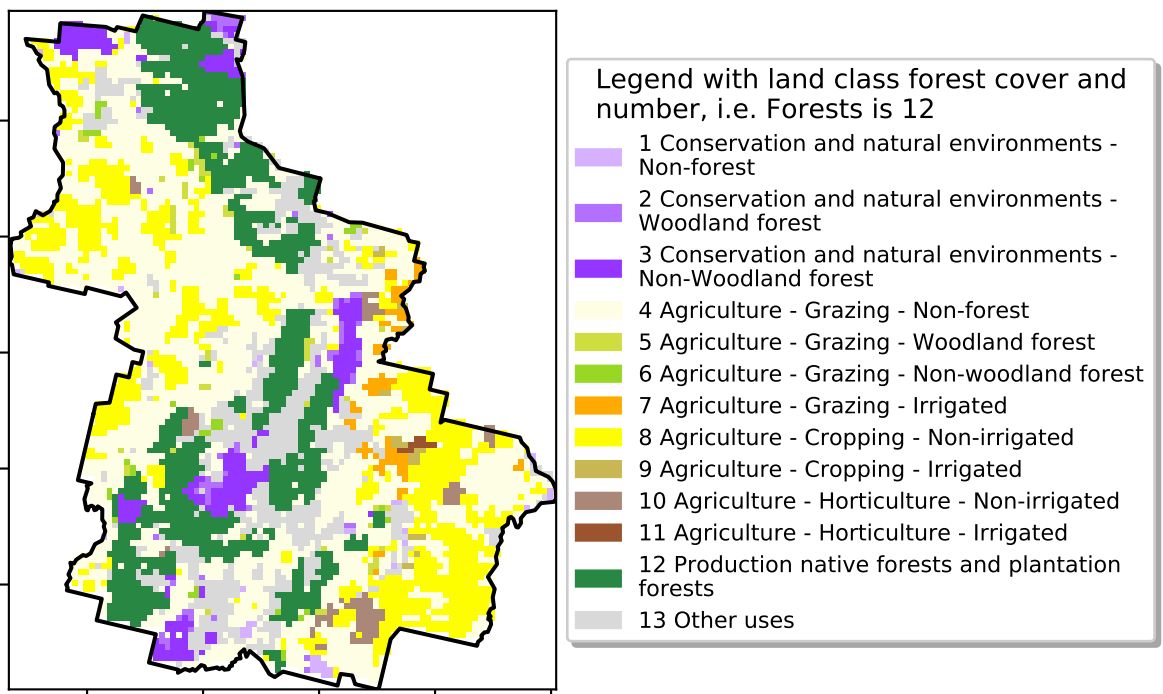 Legend with land class forest cover and
number, i.e. Forests is 12
1 Conservation and natural environments -
Non-forest
2 Conservation and natural environments -
Woodland forest
3 Conservation and natural environments -
Non-Woodland forest
4 Agriculture - Grazing - Non-forest
5 Agriculture - Grazing - Woodland forest
6 Agriculture - Grazing - Non-woodland forest
7 Agriculture - Grazing - Irrigated
8 Agriculture - Cropping - Non-irrigated
9 Agriculture - Cropping - Irrigated
10 Agriculture - Horticulture - Non-irrigated
11 Agriculture - Horticulture - Irrigated
12 Production native forests and plantation
forests
13 Other uses